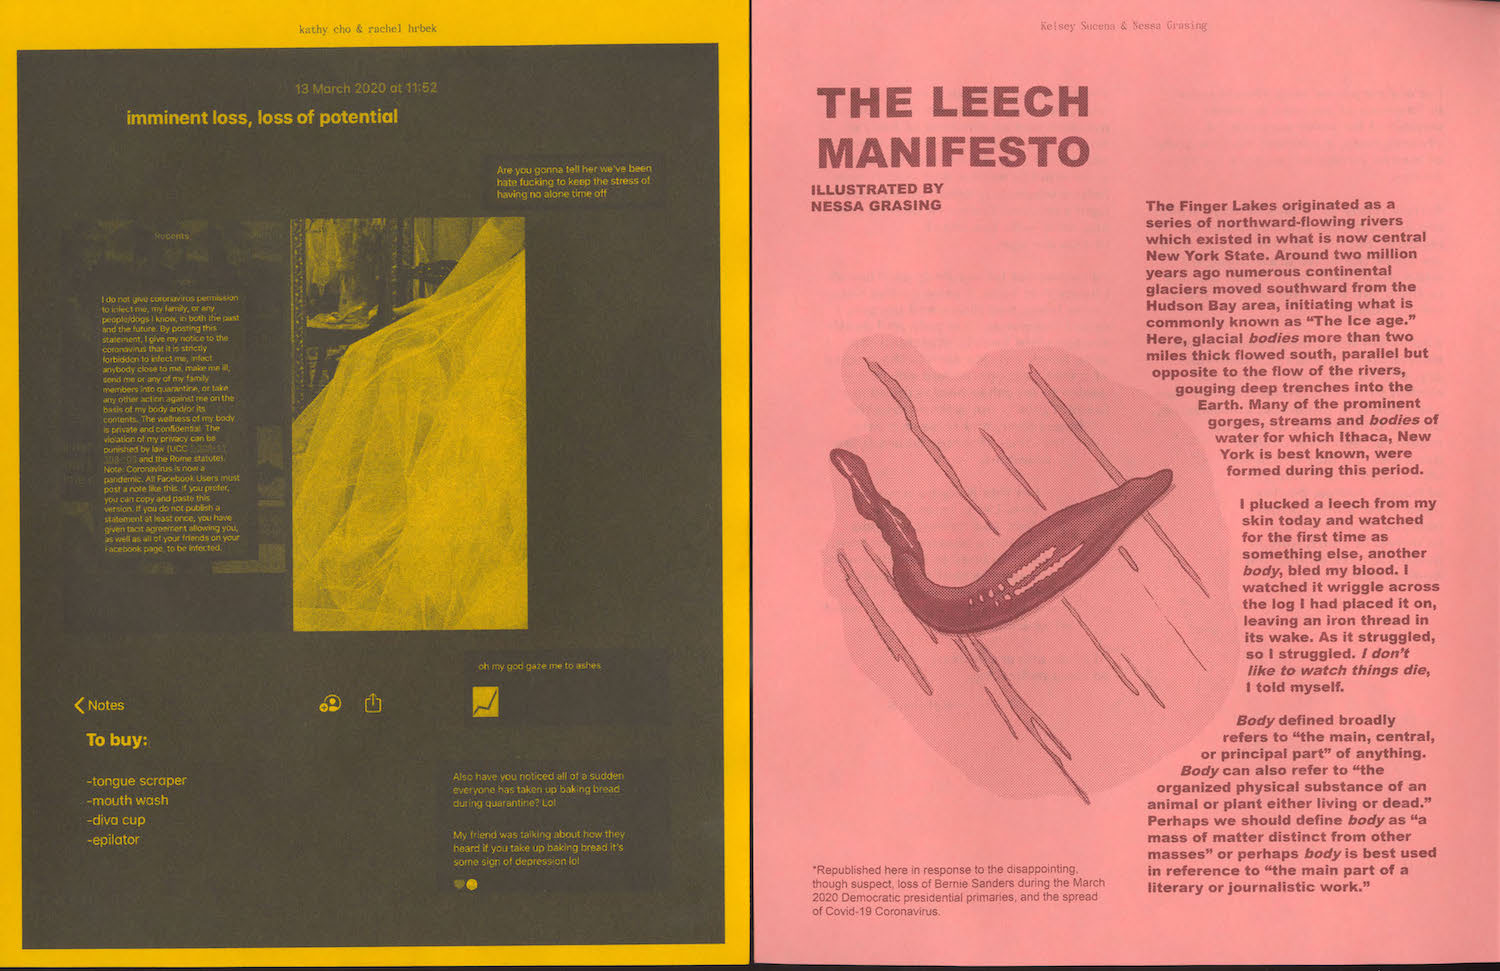 kathy cho & rachel hrbek
13 March 2020 at 11:52
imminent loss, loss of potential
Are you gonna tell her we've been
hate fucking to keep the stress of
having no alone time off
Recents
I do not give coronavirus permission
to infect me, my family, or any
people/dogs I know, in both the past
and the future. By posting this
statement, I give my notice to the
coronavirus that it is strictly
forbidden to infect me, infect
anybody close to me, make me ill,
send me or any of my family
members into quarantine, or take
any other action against me on the
basis of my body and/or its
contents. The wellness of my body
is private and confidential. The
violation of my privacy can be
punished by law (UCC
and the Rome statute).
Note: Coronavirus is now a
pandemic. All Facebook Users must
post a note like this. If you prefer,
you can copy and paste this
version. If you do not publish a
statement at least once, you have
given tacit agreement allowing you,
as well as all of your friends on your
Facebook page, to be infected.
oh my god gaze me to ashes
Notes
To buy:
-tongue scraper
-mouth wash
-diva cup
-epilator
Also have you noticed all of a sudden
everyone has taken up baking bread
during quarantine? Lol
My friend was talking about how they
heard if you take up baking bread it's
some sign of depression lol
Kelsey Sucena & Nessa Grasing
THE LEECH
MANIFESTO
ILLUSTRATED BY
NESSA GRASING
The Finger Lakes originated as a
series of northward-flowing rivers
which existed in what is now central
New York State. Around two million
years ago numerous continental
glaciers moved southward from the
Hudson Bay area, initiating what is
commonly known as “The Ice age.”
Here, glacial bodies more than two
miles thick flowed south, parallel but
opposite to the flow of the rivers,
gouging deep trenches into the
Earth. Many of the prominent
gorges, streams and bodies of
water for which Ithaca, New
York is best known, were
formed during this period.
I plucked a leech from my
skin today and watched
for the first time as
something else, another
body, bled my blood. I
watched it wriggle across
the log I had placed it on,
leaving an iron thread in
its wake. As it struggled,
so I struggled. I don’t
like to watch things die,
I told myself.
Body defined broadly
refers to “the main, central,
or principal part” of anything.
Body can also refer to “the
organized physical substance of an
animal or plant either living or dead.”
Perhaps we should define body as “a
mass of matter distinct from other
masses” or perhaps body is best used
in reference to “the main part of a
literary or journalistic work.”
*Republished here in response to the disappointing,
though suspect, loss of Bernie Sanders during the March
2020 Democratic presidential primaries, and the spread
of Covid-19 Coronavirus.